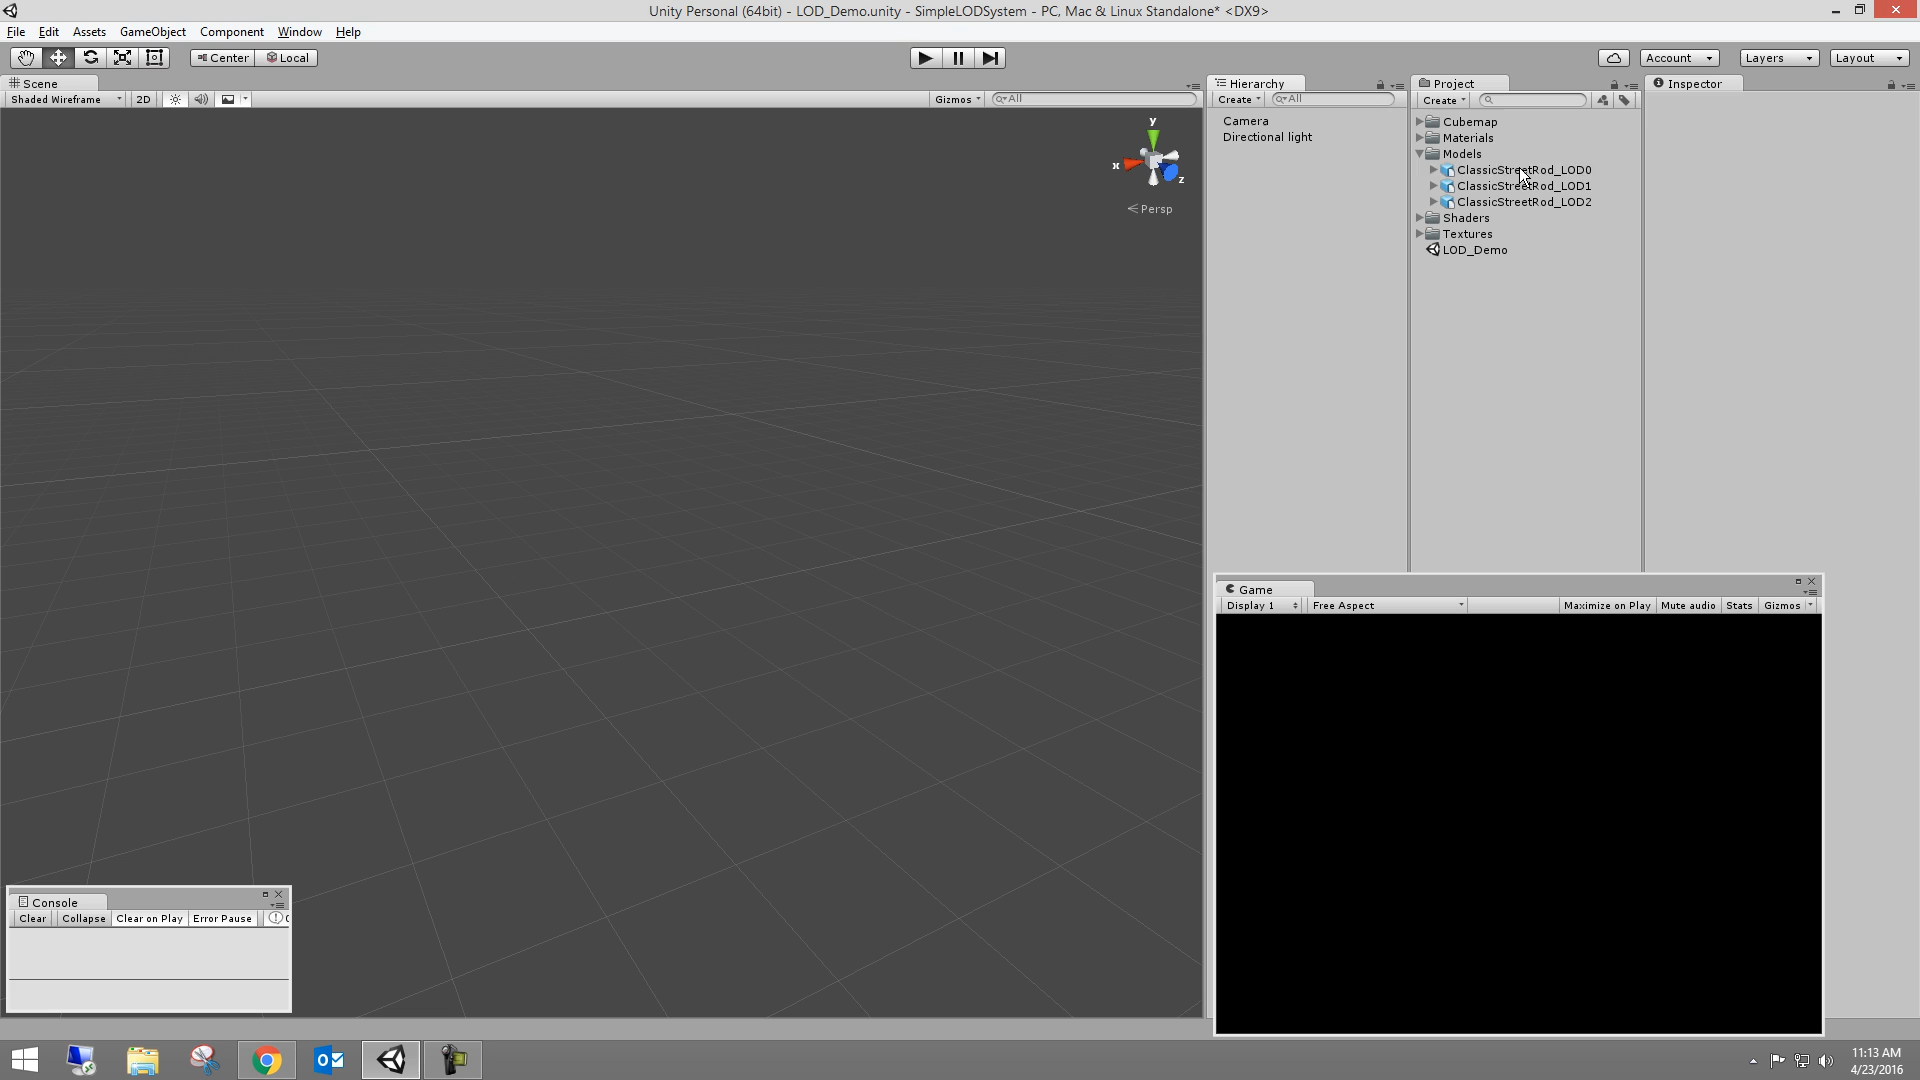 Unity Personal (64bit) - LOD_Demo.unity - SimpleLODSystem - PC, Mac & Linux Standalone* <DX9>
File Edit Assets GameObject Component Window Help
Center Local Account Layers Layout
Scene
Shaded Wireframe 2D Gizmos All
y
x
z
Persp
Hierarchy
Create All
Camera
Directional light
Project
Create
Cubemap
Materials
Models
ClassicStreetRod_LOD0
ClassicStreetRod_LOD1
ClassicStreetRod_LOD2
Shaders
Textures
LOD_Demo
Inspector
Game
Display 1 Free Aspect Maximize on Play Mute audio Stats Gizmos
Console
Clear Collapse Clear on Play Error Pause
11:13 AM
4/23/2016